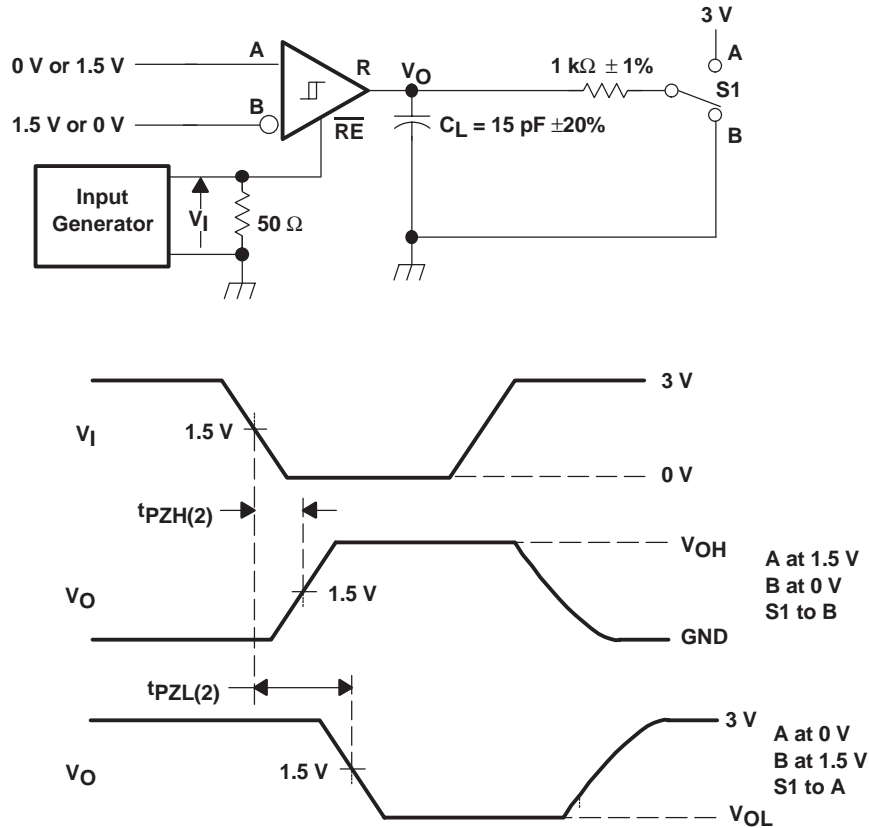 3 V
A
0 V or 1.5 V
A
R
VO
1 kΩ ± 1%
S1
B
1.5 V or 0 V
RE
CL = 15 pF ±20%
B
Input
Generator
VI
50 Ω
3 V
VI
1.5 V
0 V
tPZH(2)
VOH
A at 1.5 V
B at 0 V
S1 to B
VO
1.5 V
GND
tPZL(2)
3 V
A at 0 V
B at 1.5 V
S1 to A
VO
1.5 V
VOL